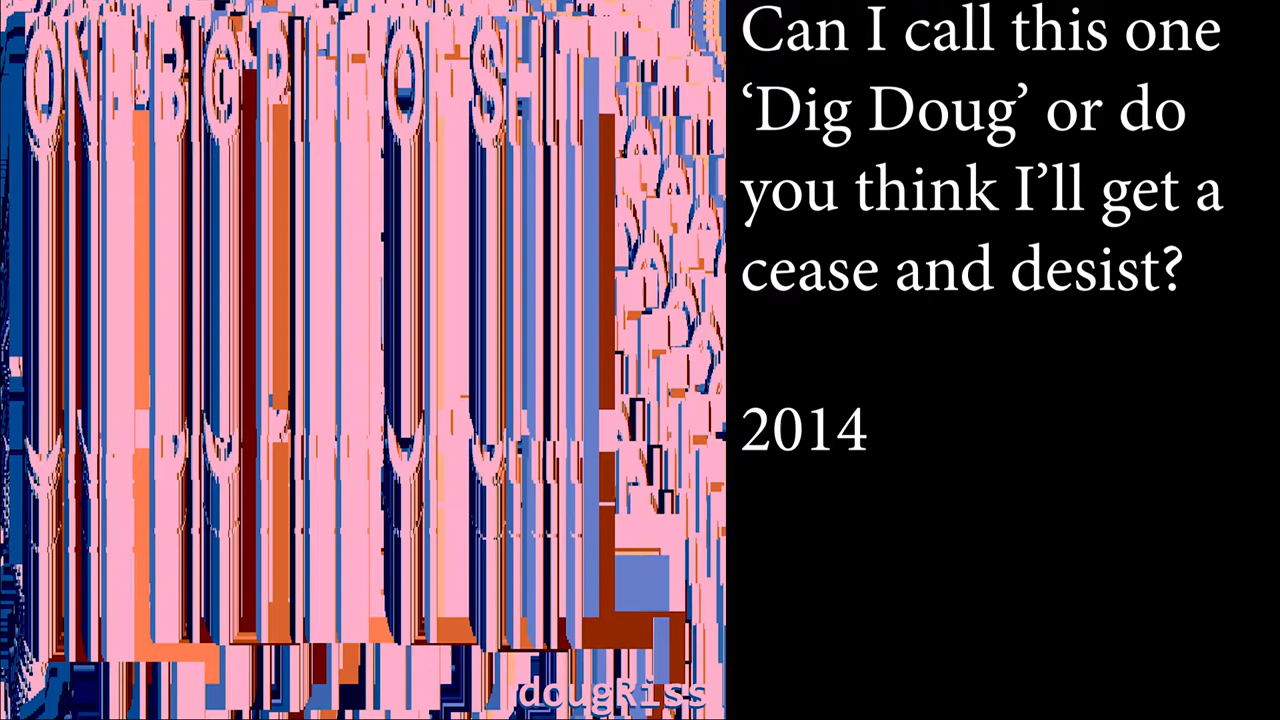 ONE BIG PIT OF SHIT
dougRiss
Can I call this one
‘Dig Doug’ or do
you think I’ll get a
cease and desist?
2014